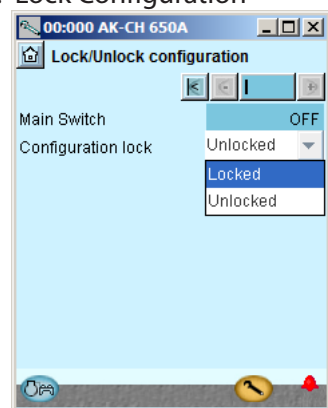 Lock Configuration
00:000 AK-CH 650A
Lock/Unlock configuration
Main Switch OFF
Configuration lock Unlocked
Locked
Unlocked